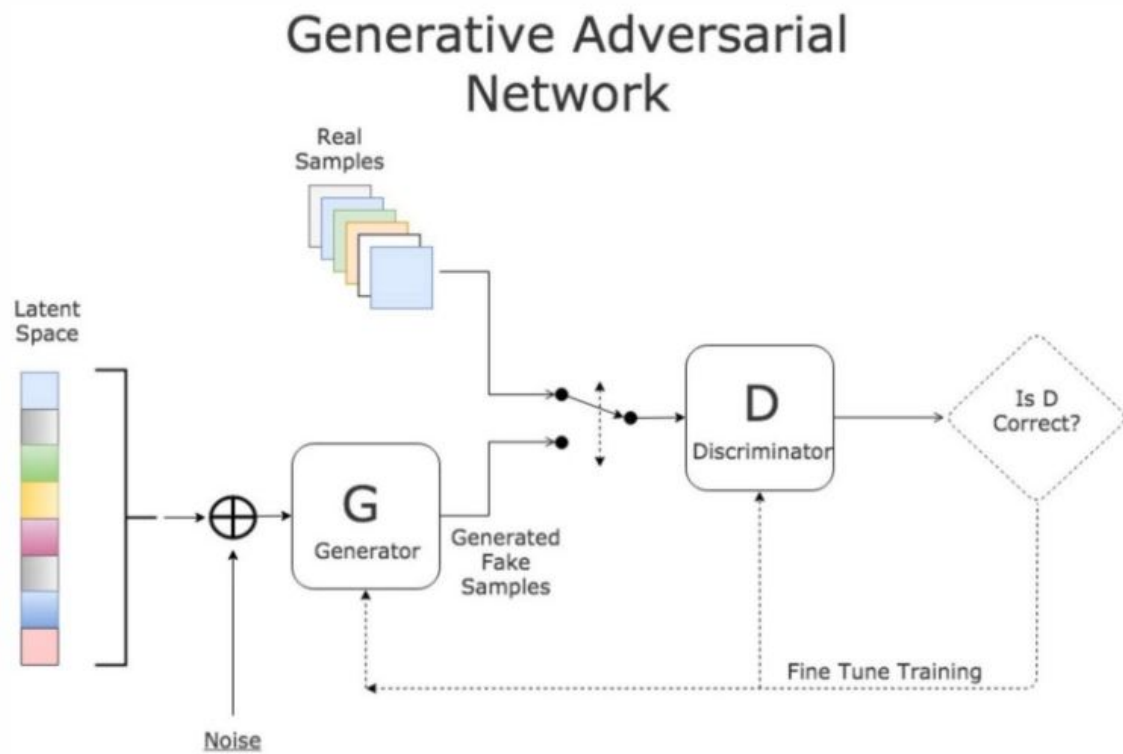 Generative Adversarial
Network
Real
Samples
Latent
Space
D
Discriminator
Is D
Correct?
G
Generator
Generated
Fake
Samples
Fine Tune Training
Noise